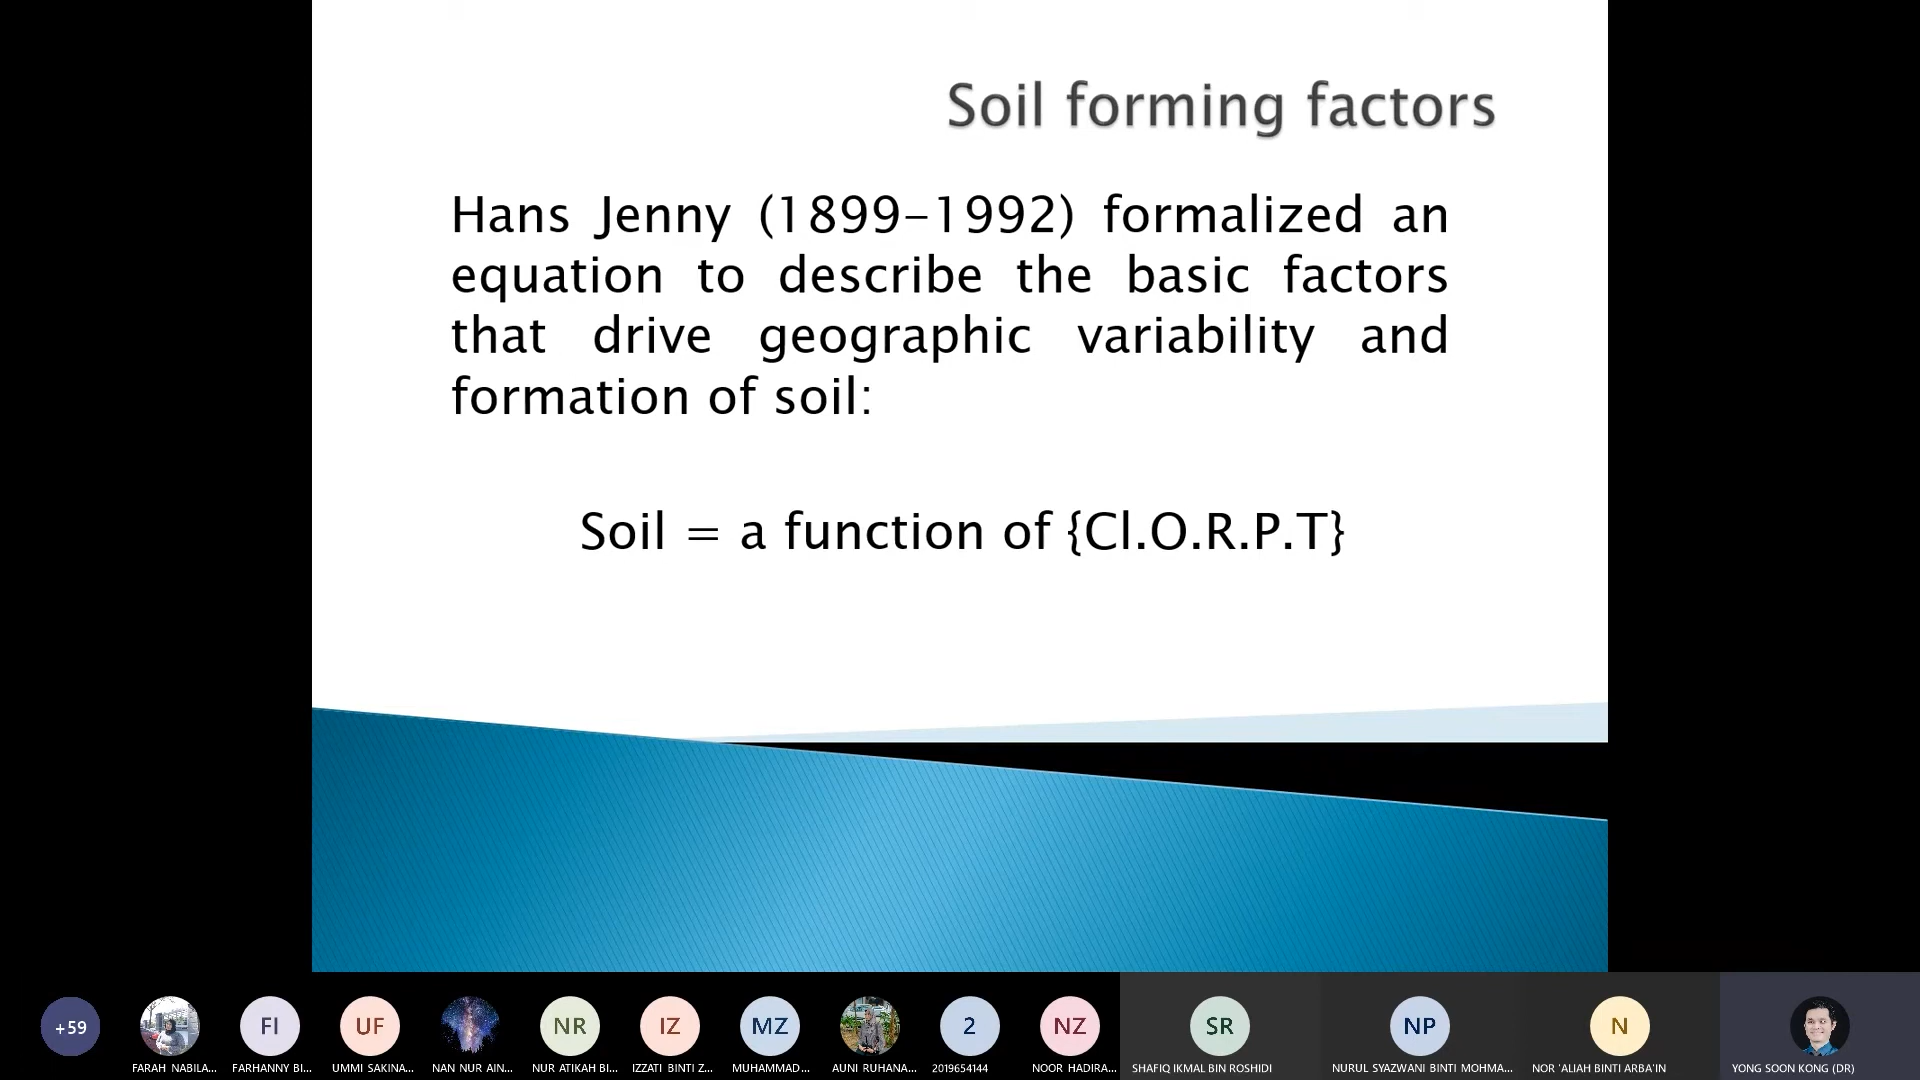 Soil forming factors
Hans Jenny (1899-1992) formalized an
equation to describe the basic factors
that drive geographic variability and
formation of soil:
Soil = a function of {Cl.O.R.P.T}
+59
FI
UF
NR
IZ
MZ
2
NZ
SR
NP
N
FARAH NABILA...
FARHANNY BI...
UMMI SAKINA...
NAN NUR AIN...
NUR ATIKAH BI...
IZZATI BINTI Z...
MUHAMMAD ...
AUNI RUHANA...
2019654144
NOOR HADIRA...
SHAFIQ IKMAL BIN ROSHIDI
NURUL SYAZWANI BINTI MOHMA...
NOR 'ALIAH BINTI ARBA'IN
YONG SOON KONG (DR)